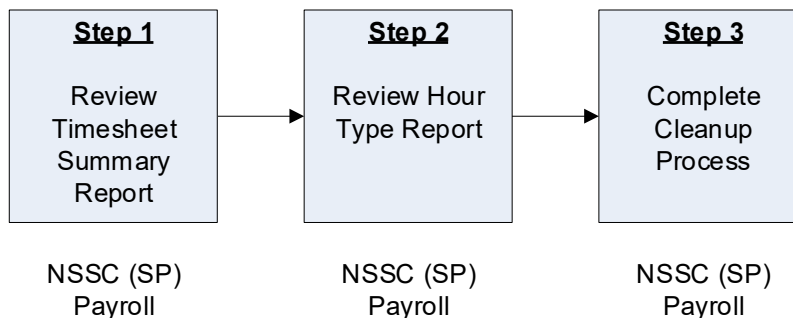 Step 1
Review
Timesheet
Summary
Report
Step 2
Review Hour
Type Report
Step 3
Complete
Cleanup
Process
NSSC (SP)
Payroll
NSSC (SP)
Payroll
NSSC (SP)
Payroll